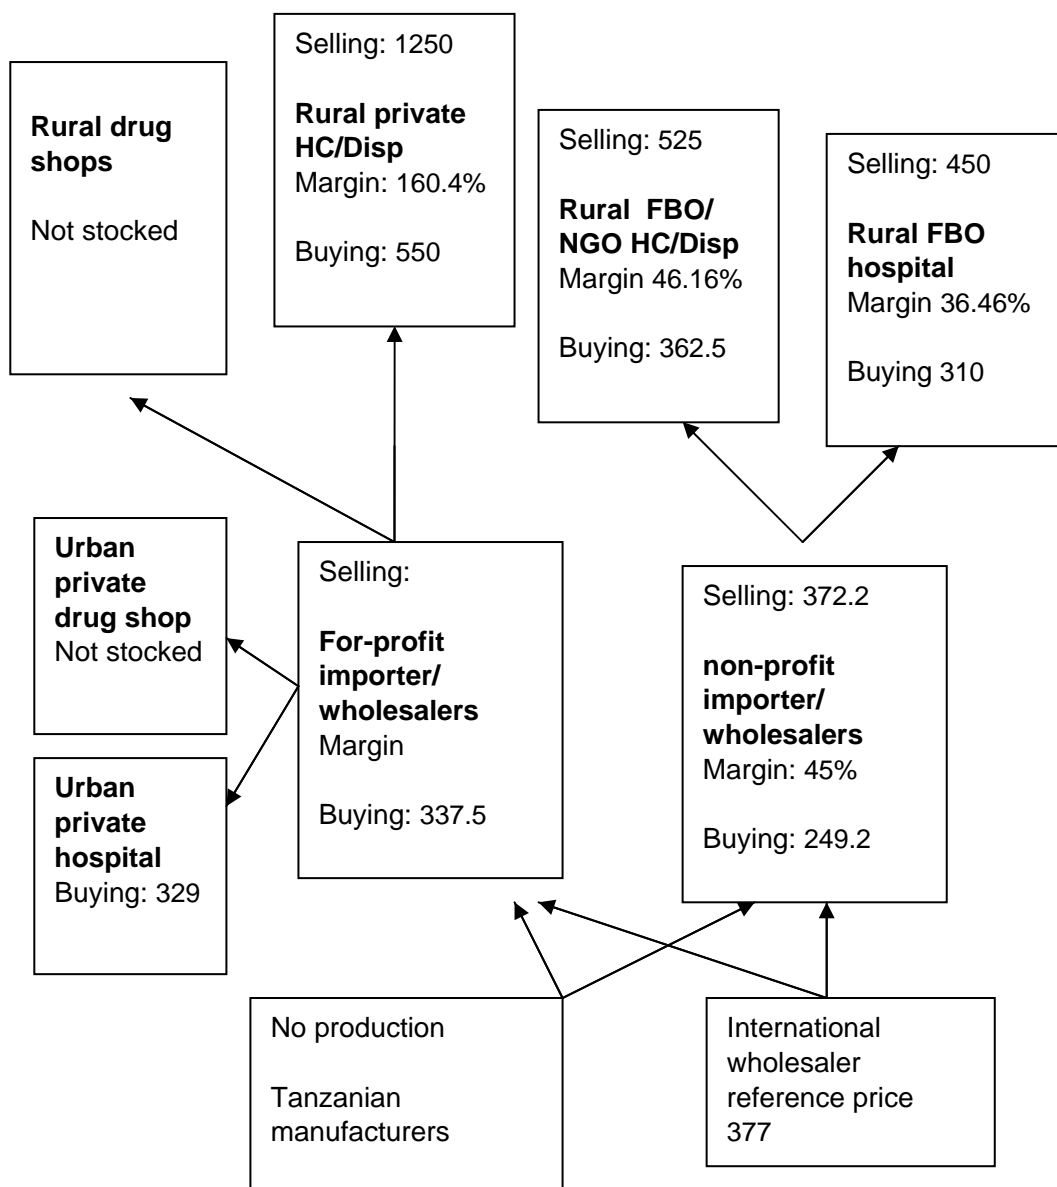 Rural drug
shops
Not stocked
Selling: 1250
Rural private
HC/Disp
Margin: 160.4%
Buying: 550
Selling: 525
Rural  FBO/
NGO HC/Disp
Margin 46.16%
Buying: 362.5
Selling: 450
Rural FBO
hospital
Margin 36.46%
Buying 310
Urban
private
drug shop
Not stocked
Urban
private
hospital
Buying: 329
Selling:
For-profit
importer/
wholesalers
Margin
Buying: 337.5
Selling: 372.2
non-profit
importer/
wholesalers
Margin: 45%
Buying: 249.2
No production
Tanzanian
manufacturers
International
wholesaler
reference price
377